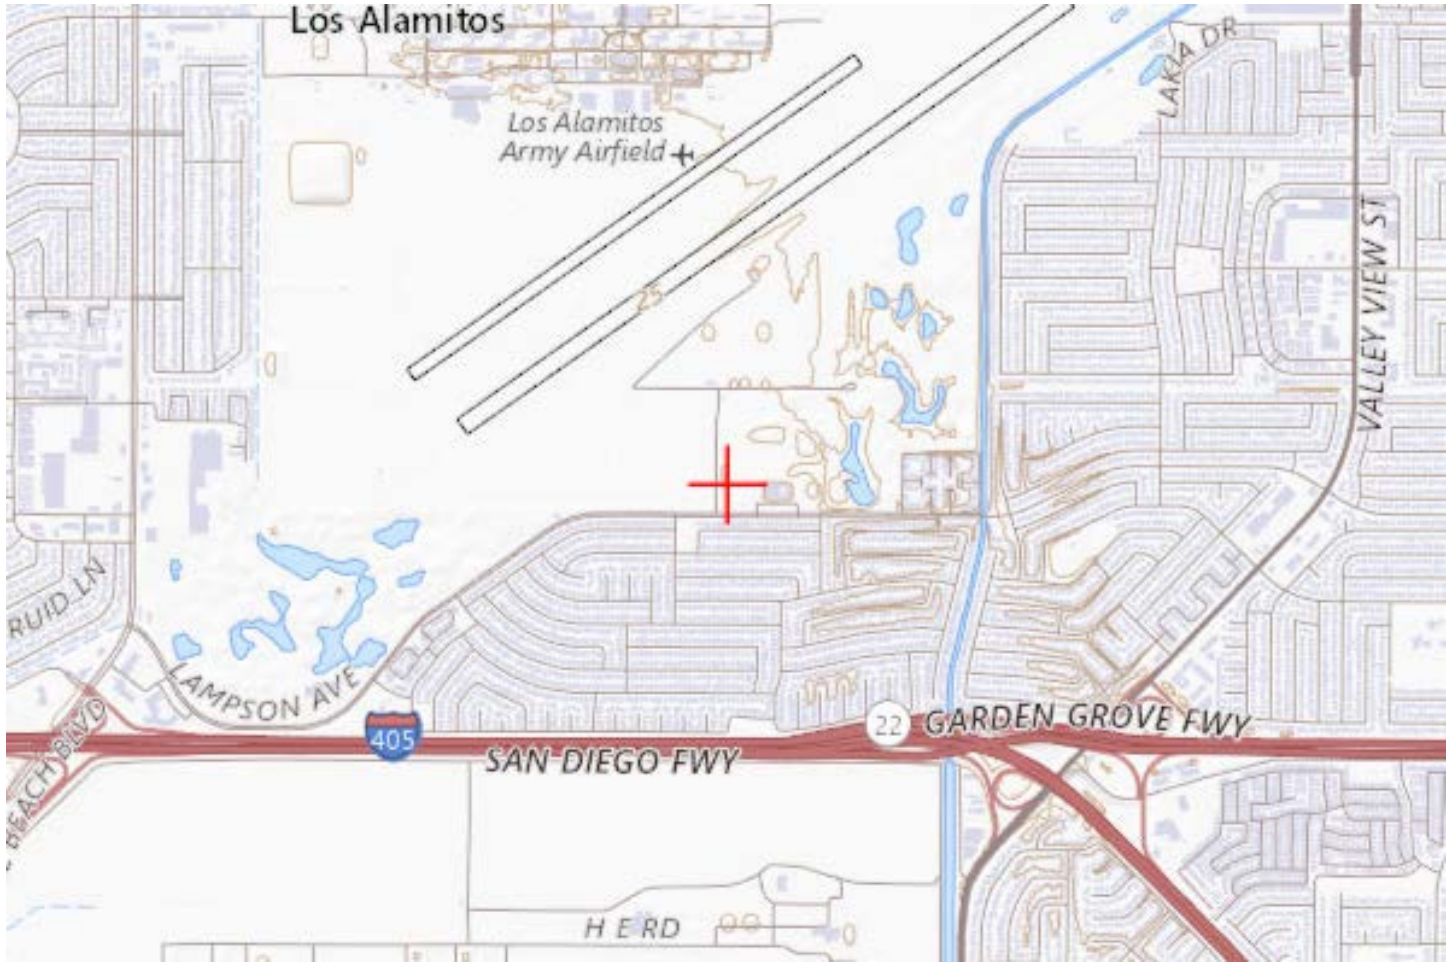 Los Alamitos
LAKIA DR
Los Alamitos
Army Airfield
VALLEY VIEW ST
25
RUID LN
LAMPSON AVE
BEACH BLVD
405
SAN DIEGO FWY
22
GARDEN GROVE FWY
H E RD